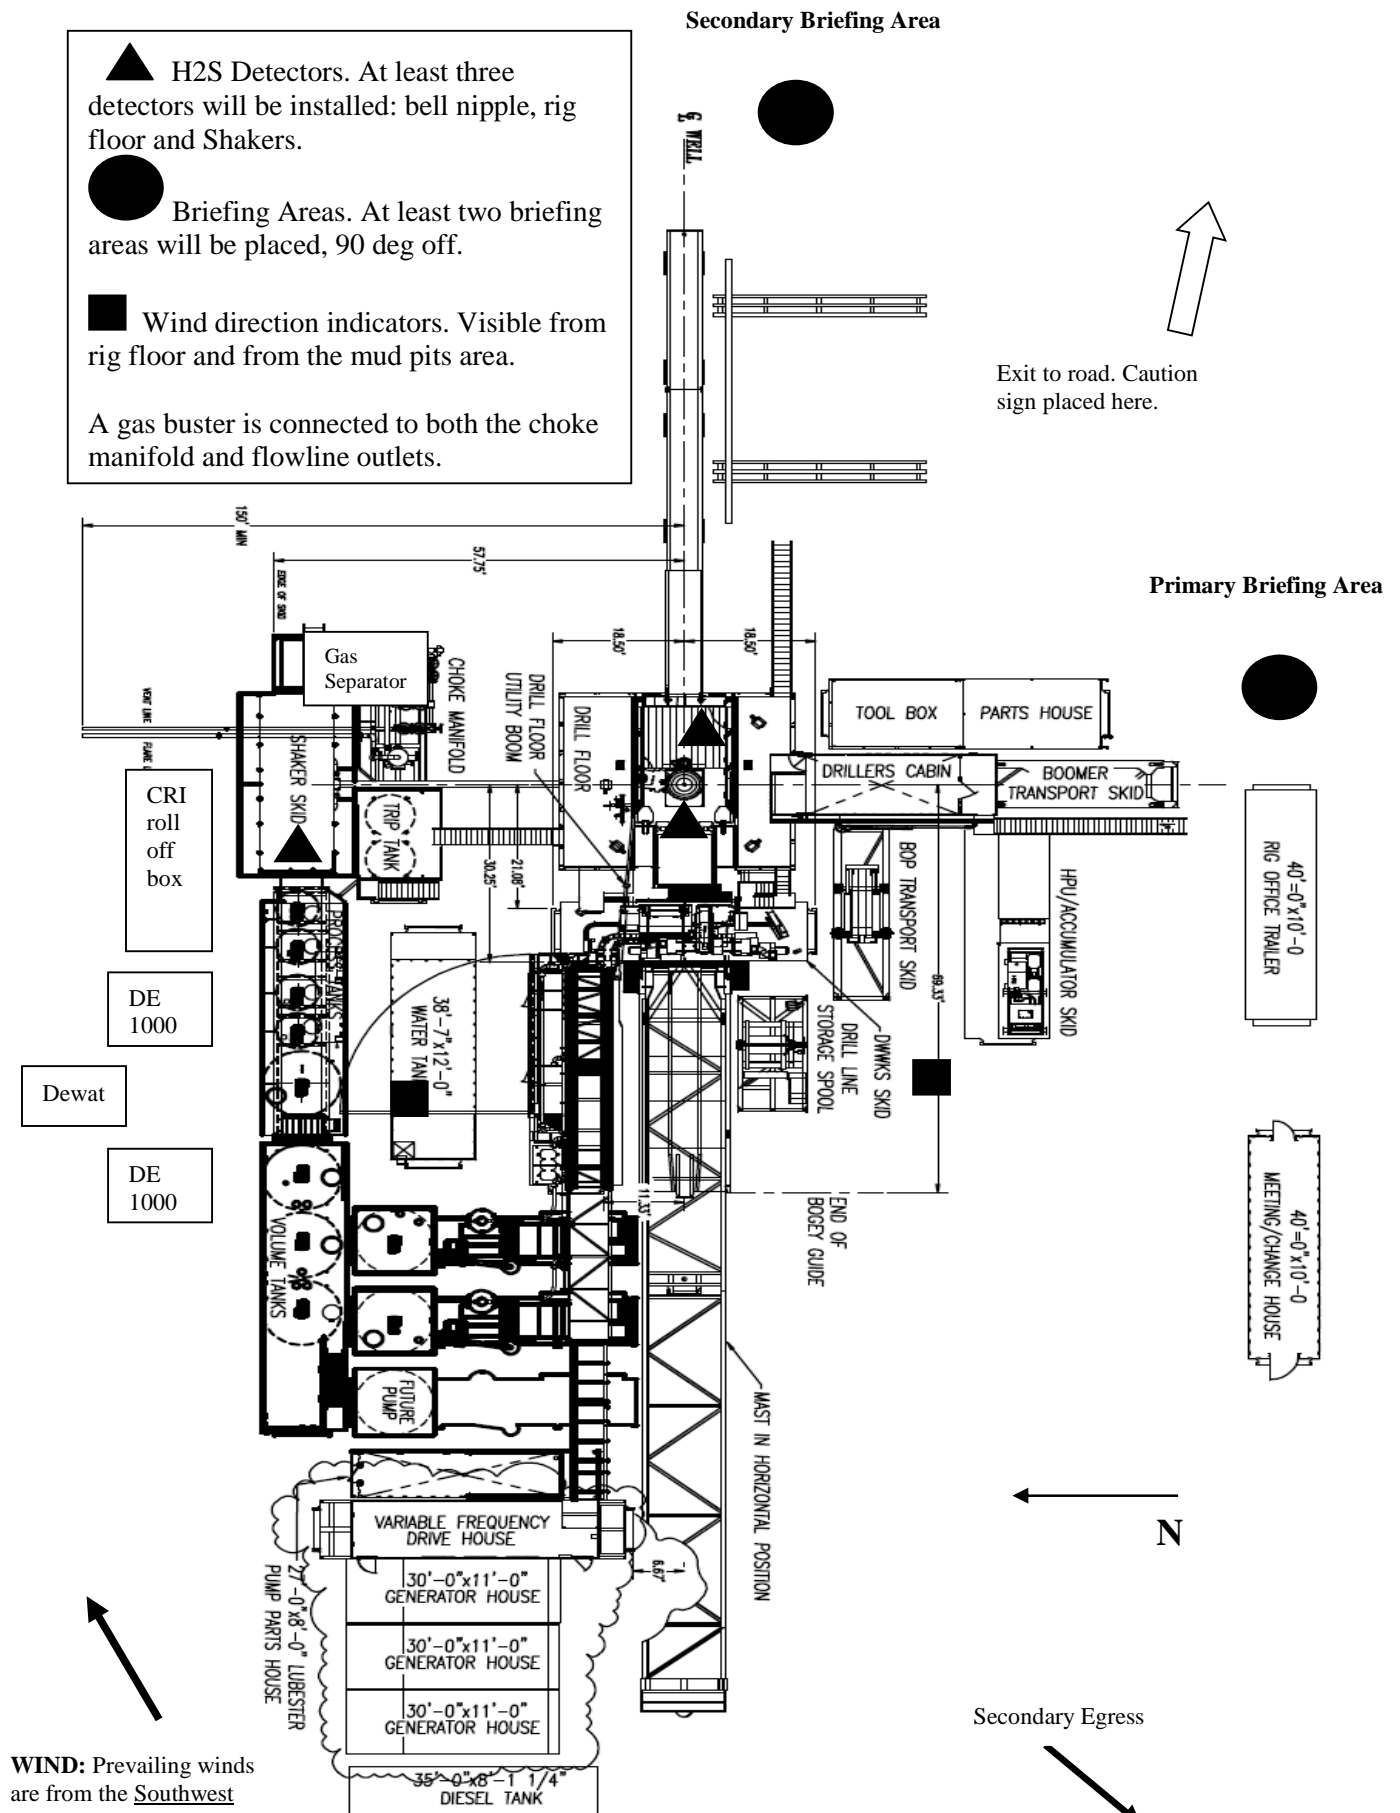 Secondary Briefing Area
H2S Detectors. At least three
detectors will be installed: bell nipple, rig
floor and Shakers.
Briefing Areas. At least two briefing
areas will be placed, 90 deg off.
Wind direction indicators. Visible from
rig floor and from the mud pits area.
A gas buster is connected to both the choke
manifold and flowline outlets.
WELL
Exit to road. Caution
sign placed here.
150' MIN
57.75'
EDGE OF SKID
Primary Briefing Area
18.50'
18.50'
Gas
Separator
CHOKE MANIFOLD
DRILL FLOOR
UTILITY BOOM
DRILL FLOOR
TOOL BOX
PARTS HOUSE
VENT LINE
SHAKER SKID
DRILLERS CABIN
BOOMER
TRANSPORT SKID
CRI
roll
off
box
TRIP TANK
30.25'
21.08'
BOP TRANSPORT SKID
HPU/ACCUMULATOR SKID
40'=0"x10'-0
RIG OFFICE TRAILER
PROCESS TANKS
DE
1000
38'-7"x12'-0"
WATER TANK
69.33'
DRILL LINE
STORAGE SPOOL
DWWKS SKID
Dewat
DE
1000
11.33'
END OF
BOGEY GUIDE
VOLUME TANKS
40'=0"x10'-0
MEETING/CHANGE HOUSE
FUTURE
PUMP
MAST IN HORIZONTAL POSITION
N
VARIABLE FREQUENCY
DRIVE HOUSE
6.67'
27'-0"x8'-0" LUBESTER
PUMP PARTS HOUSE
30'-0"x11'-0"
GENERATOR HOUSE
30'-0"x11'-0"
GENERATOR HOUSE
30'-0"x11'-0"
GENERATOR HOUSE
Secondary Egress
WIND: Prevailing winds
are from the Southwest
35'-0"x8'-1 1/4"
DIESEL TANK